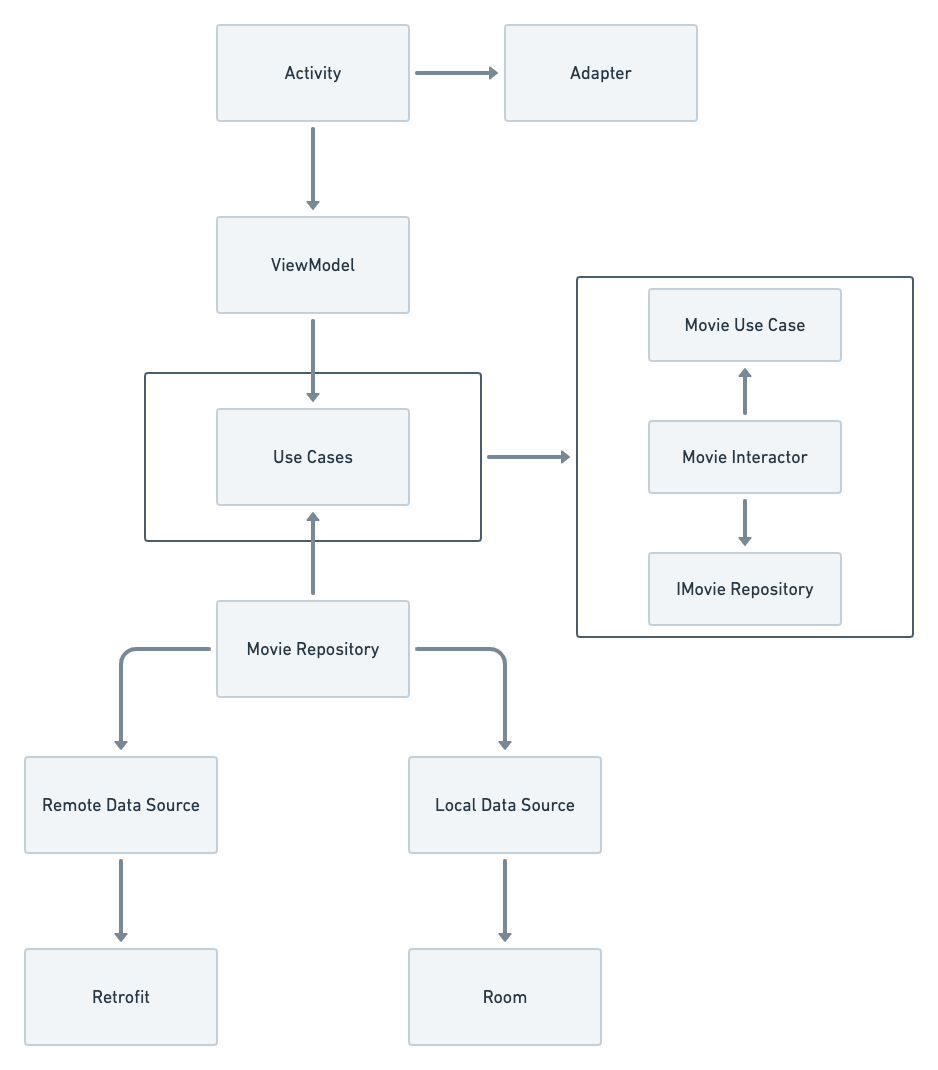 Activity
Adapter
ViewModel
Movie Use Case
Use Cases
Movie Interactor
IMovie Repository
Movie Repository
Remote Data Source
Local Data Source
Retrofit
Room